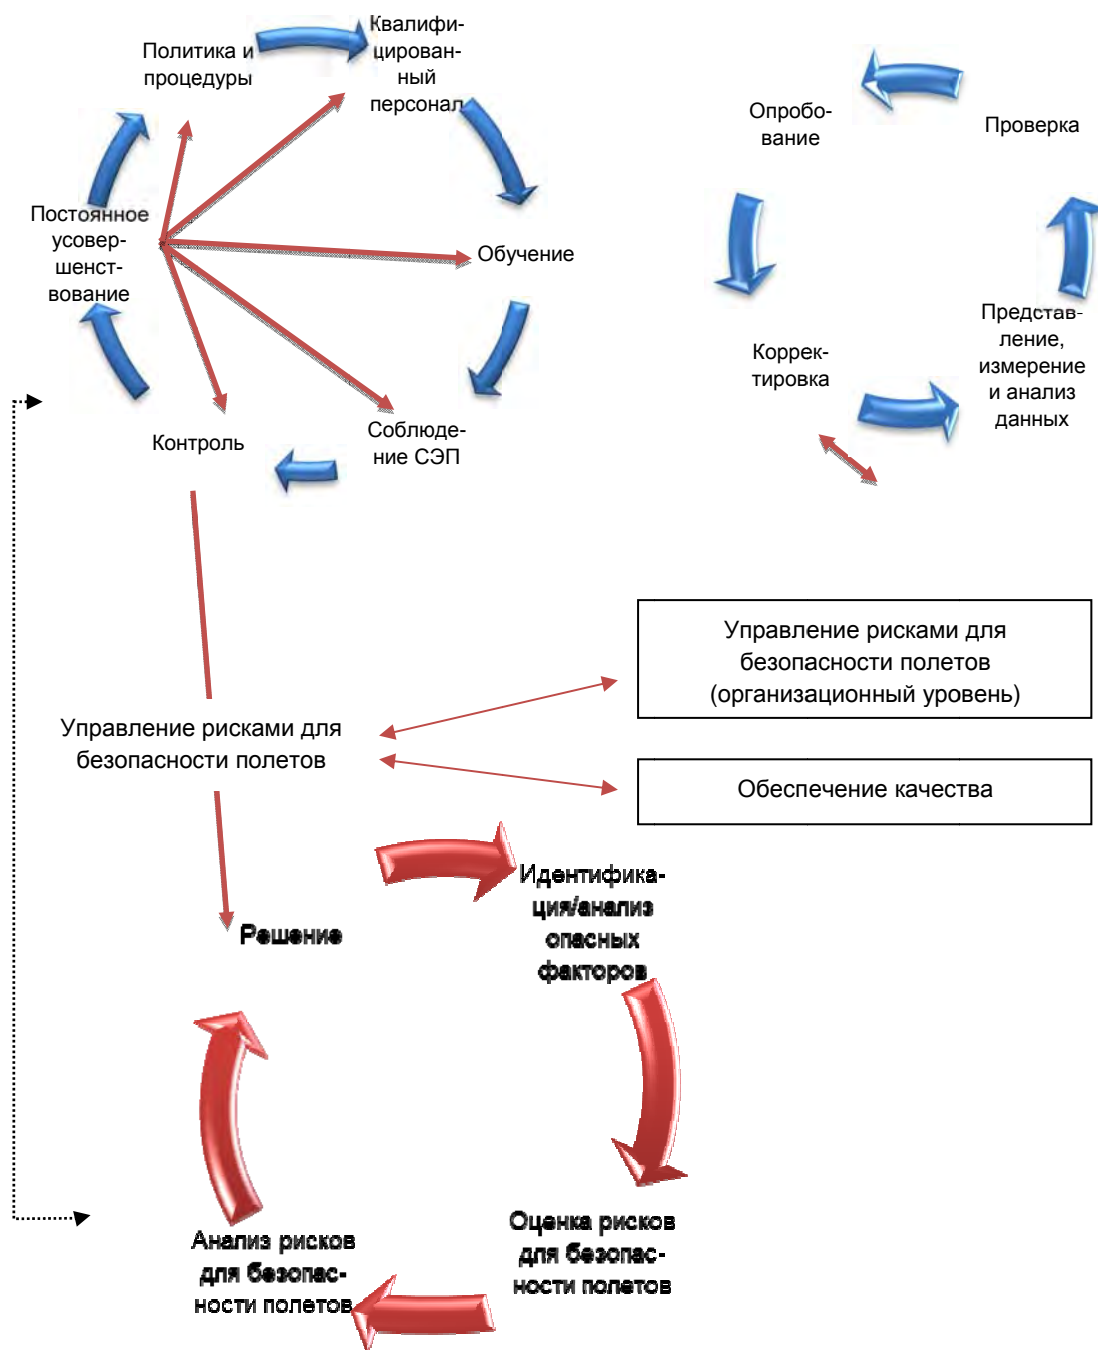 Политика и
процедуры
Квалифи-
цирован-
ный
персонал
Обучение
Соблюде-
ние СЭП
Контроль
Постоянное
усовер-
шенст-
вование
Опробо-
вание
Проверка
Коррек-
тировка
Представ-
ление,
измерение
и анализ
данных
Управление рисками для
безопасности полетов
(организационный уровень)
Управление рисками для
безопасности полетов
Обеспечение качества
Решение
Идентифика-
ция/анализ
опасных
факторов
Оценка рисков
для безопас-
ности полетов
Анализ рисков
для безопас-
ности полетов